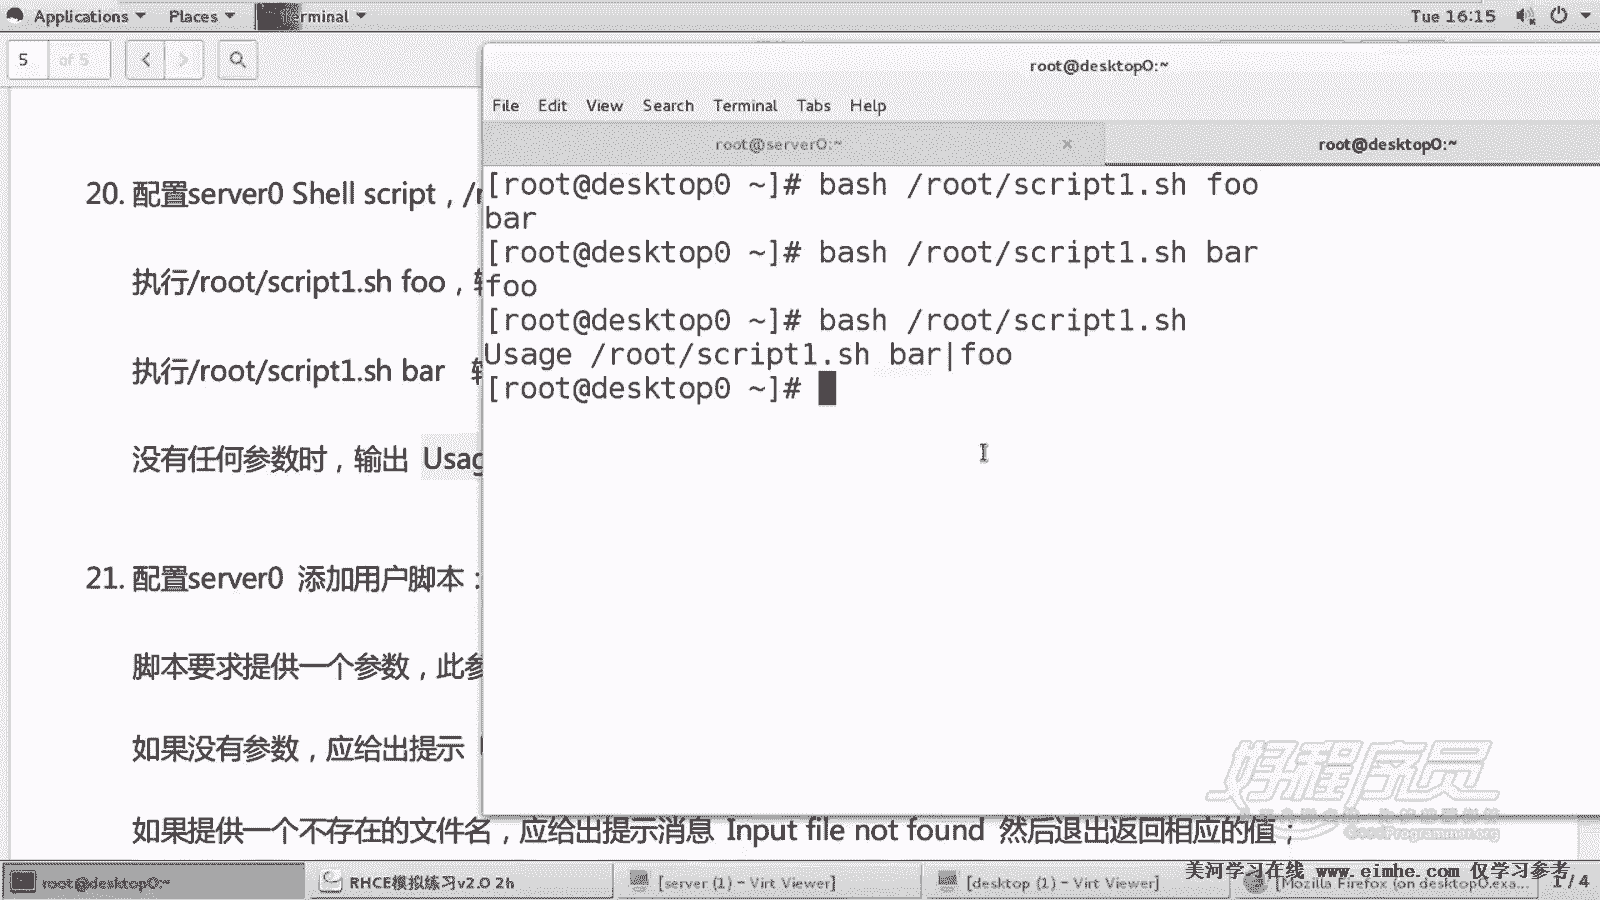 Applications Places Terminal Tue 16:15
5 of 5
root@desktop0:~
File Edit View Search Terminal Tabs Help
root@server0:~ × root@desktop0:~
[root@desktop0 ~]# bash /root/script1.sh foo
bar
[root@desktop0 ~]# bash /root/script1.sh bar
foo
[root@desktop0 ~]# bash /root/script1.sh
Usage /root/script1.sh bar|foo
[root@desktop0 ~]#
20. 配置server0 Shell script，/r
执行/root/script1.sh foo，输
执行/root/script1.sh bar 输
没有任何参数时，输出 Usag
21. 配置server0 添加用户脚本：
脚本要求提供一个参数，此参
如果没有参数，应给出提示
如果提供一个不存在的文件名，应给出提示消息 Input file not found 然后退出返回相应的值；
好程序员
GoodProgrammer.org
美河学习在线 www.eimhe.com 仅学习参考
root@desktop0:~ RHCE模拟练习v2.0 2h [server (1) - Virt Viewer] [desktop (1) - Virt Viewer] [Mozilla Firefox (on desktop0.exa... 1 / 4